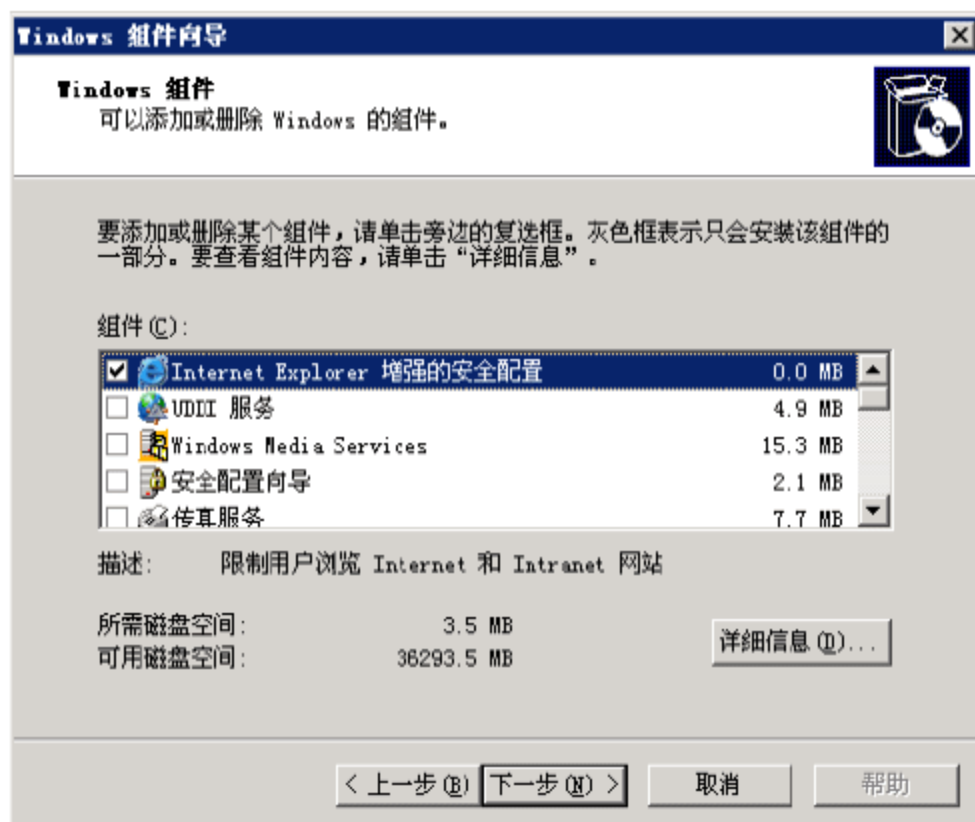 Windows 组件向导
Windows 组件
可以添加或删除 Windows 的组件。
要添加或删除某个组件，请单击旁边的复选框。灰色框表示只会安装该组件的
一部分。要查看组件内容，请单击“详细信息”。
组件(C):
Internet Explorer 增强的安全配置 0.0 MB
UDDI 服务 4.9 MB
Windows Media Services 15.3 MB
安全配置向导 2.1 MB
传真服务 7.7 MB
描述: 限制用户浏览 Internet 和 Intranet 网站
所需磁盘空间: 3.5 MB
可用磁盘空间: 36293.5 MB
详细信息(D)...
< 上一步(B) 下一步(N) > 取消 帮助